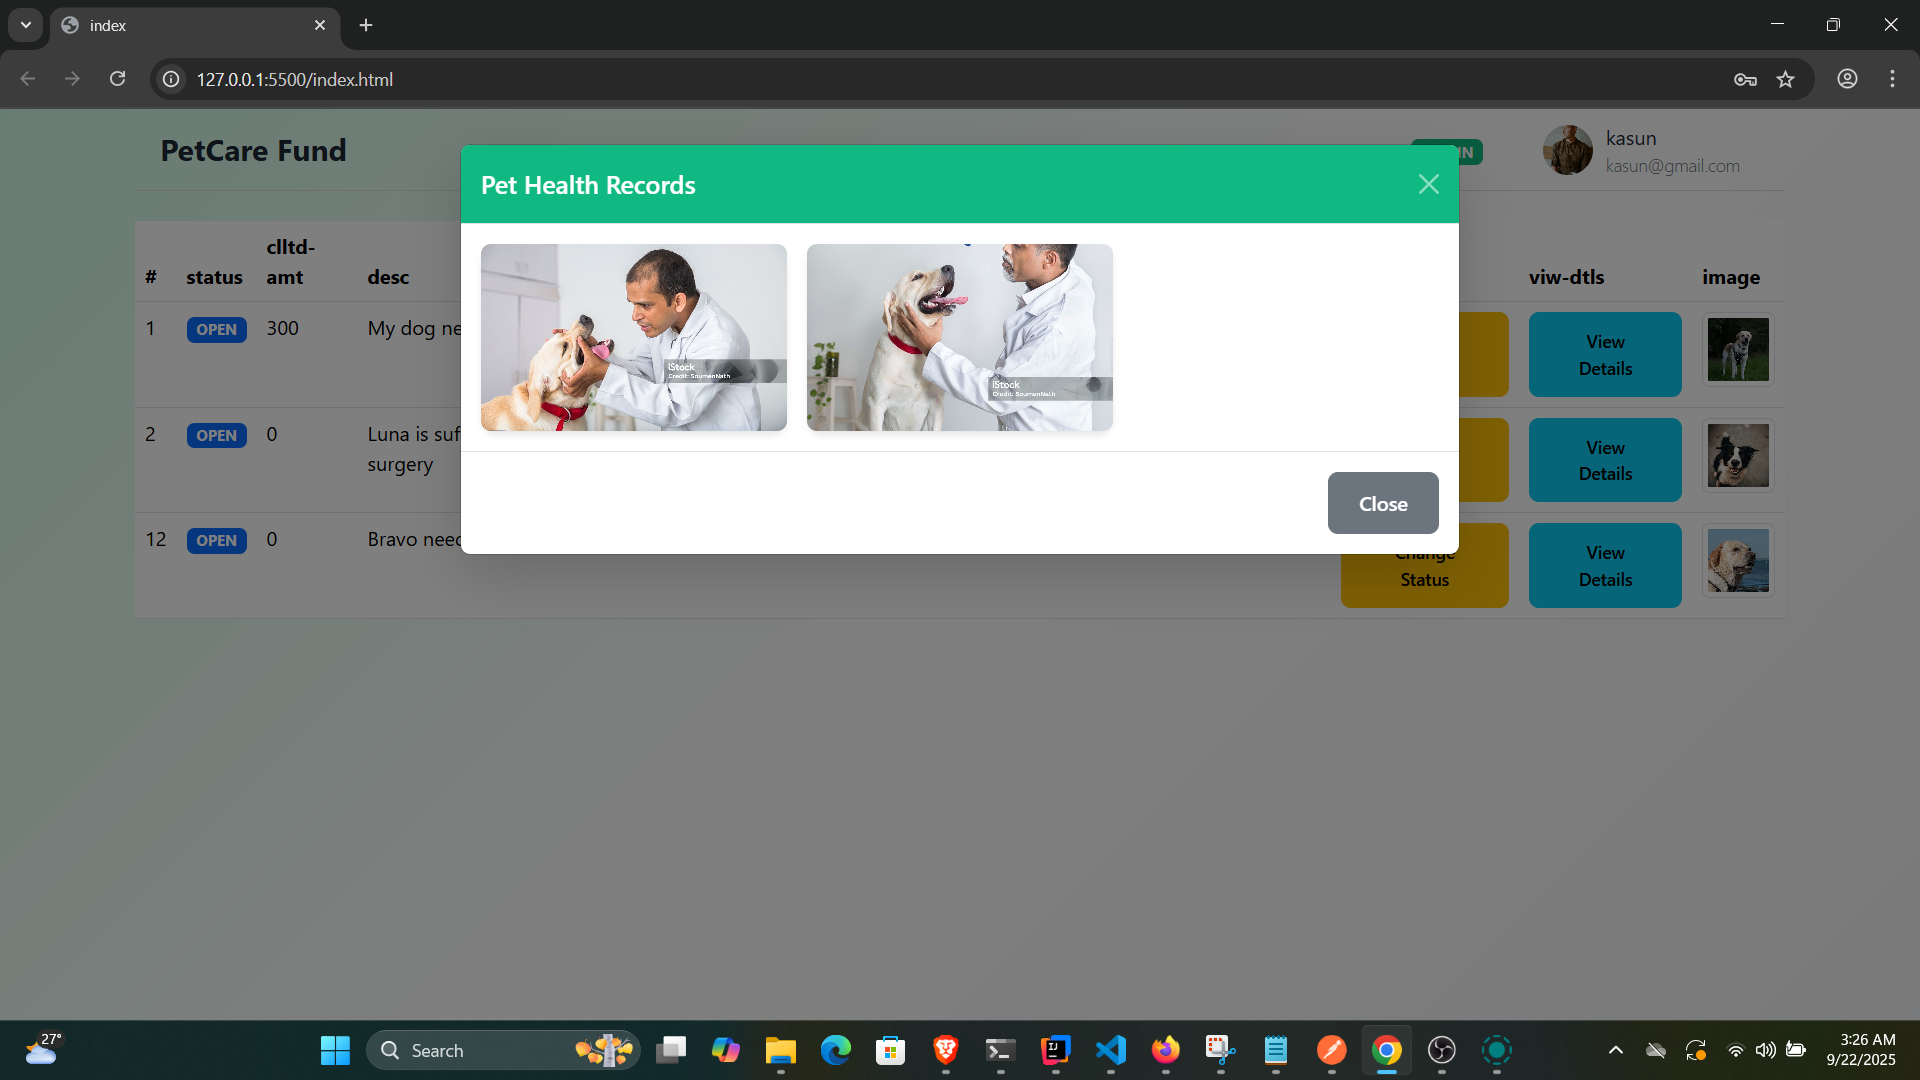 index
127.0.0.1:5500/index.html
PetCare Fund
IN
kasun
kasun@gmail.com
Pet Health Records
iStock
Credit: SoumenNath
iStock
Credit: SoumenNath
Close
# status clltd-amt desc viw-dtls image
1 OPEN 300 My dog ne View Details
2 OPEN 0 Luna is suf surgery View Details
12 OPEN 0 Bravo need Change Status View Details
27°
Search
3:26 AM
9/22/2025